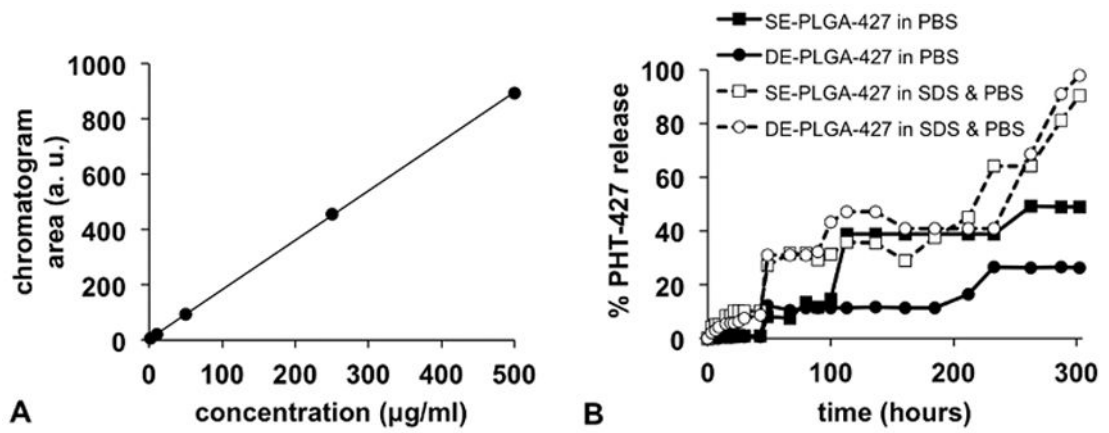 SE-PLGA-427 in PBS
DE-PLGA-427 in PBS
SE-PLGA-427 in SDS & PBS
DE-PLGA-427 in SDS & PBS
chromatogram
area (a. u.)
1000
800
600
400
200
0
0 100 200 300 400 500
concentration (µg/ml)
A
% PHT-427 release
100
80
60
40
20
0
0 100 200 300
time (hours)
B